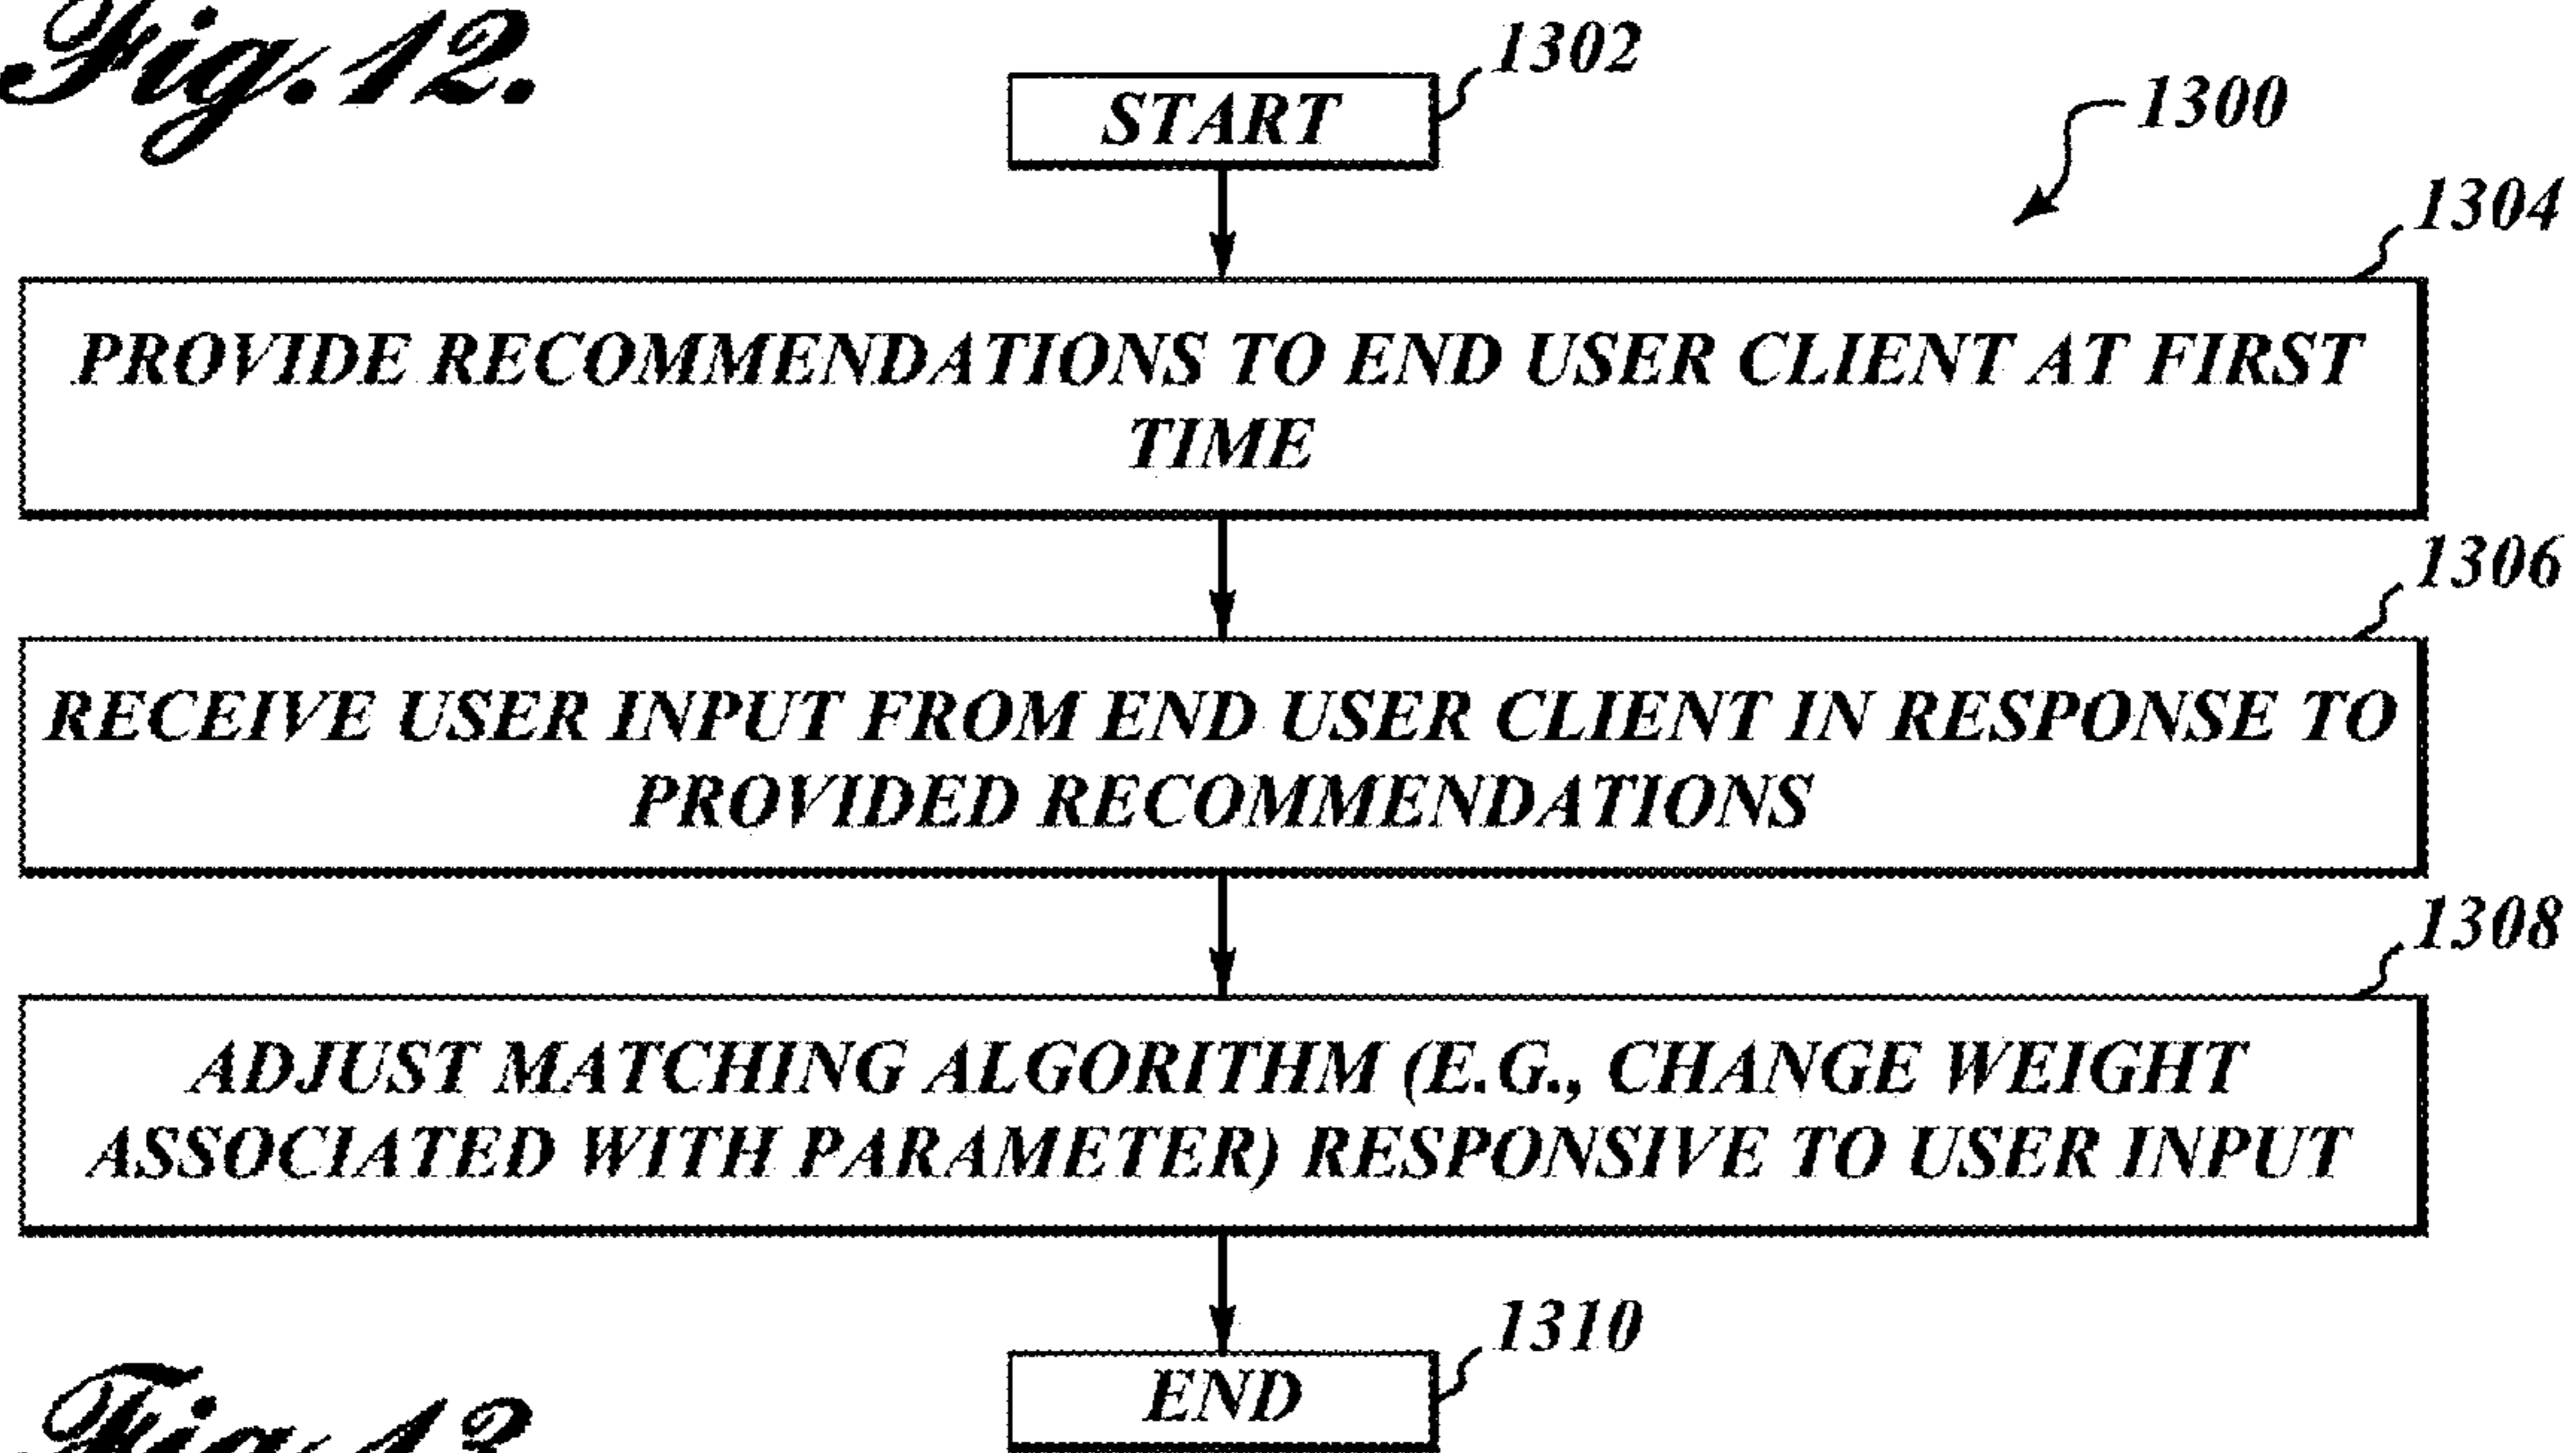 Fig.12.
START
1302
1300
1304
PROVIDE RECOMMENDATIONS TO END USER CLIENT AT FIRST
TIME
1306
RECEIVE USER INPUT FROM END USER CLIENT IN RESPONSE TO
PROVIDED RECOMMENDATIONS
1308
ADJUST MATCHING ALGORITHM (E.G., CHANGE WEIGHT
ASSOCIATED WITH PARAMETER) RESPONSIVE TO USER INPUT
1310
END
Fig.13.